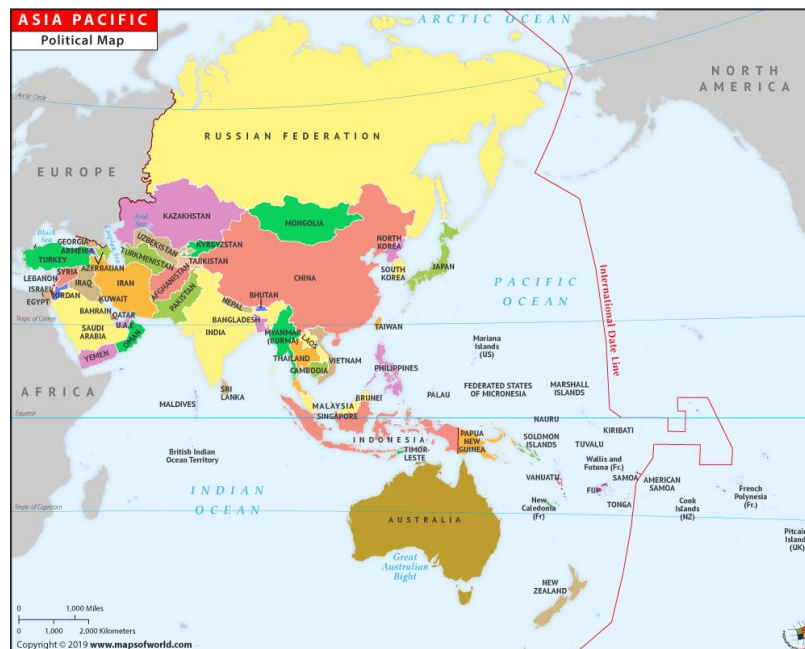 ASIA PACIFIC
Political Map
ARCTIC OCEAN
NORTH
AMERICA
Arctic Circle
RUSSIAN FEDERATION
EUROPE
KAZAKHSTAN
MONGOLIA
Black
Sea
Caspian Sea
Aral
Sea
GEORGIA
ARMENIA
TURKEY
AZERBAIJAN
UZBEKISTAN
TURKMENISTAN
KYRGYZSTAN
TAJIKISTAN
NORTH
KOREA
SOUTH
KOREA
JAPAN
CHINA
PACIFIC
OCEAN
International Date Line
LEBANON
SYRIA
ISRAEL
JORDAN
EGYPT
IRAQ
IRAN
KUWAIT
AFGHANISTAN
PAKISTAN
BAHRAIN
QATAR
U.A.E
SAUDI
ARABIA
OMAN
YEMEN
NEPAL
BHUTAN
BANGLADESH
INDIA
Tropic of Cancer
MYANMAR
(BURMA)
LAOS
THAILAND
VIETNAM
CAMBODIA
TAIWAN
PHILIPPINES
Mariana
Islands
(US)
AFRICA
SRI
LANKA
MALDIVES
MALAYSIA
SINGAPORE
BRUNEI
PALAU
FEDERATED STATES
OF MICRONESIA
MARSHALL
ISLANDS
Equator
INDONESIA
TIMOR-
LESTE
PAPUA
NEW
GUINEA
NAURU
KIRIBATI
SOLOMON
ISLANDS
TUVALU
British Indian
Ocean Territory
Wallis and
Futuna (Fr.)
SAMOA
AMERICAN
SAMOA
VANUATU
FIJI
New
Caledonia
(Fr)
TONGA
Cook
Islands
(NZ)
French
Polynesia
(Fr.)
Pitcairn
Island
(UK)
INDIAN
OCEAN
Tropic of Capricorn
AUSTRALIA
Great
Australian
Bight
NEW
ZEALAND
0 1,000 Miles
0 1,000 2,000 Kilometers
Copyright © 2019 www.mapsofworld.com